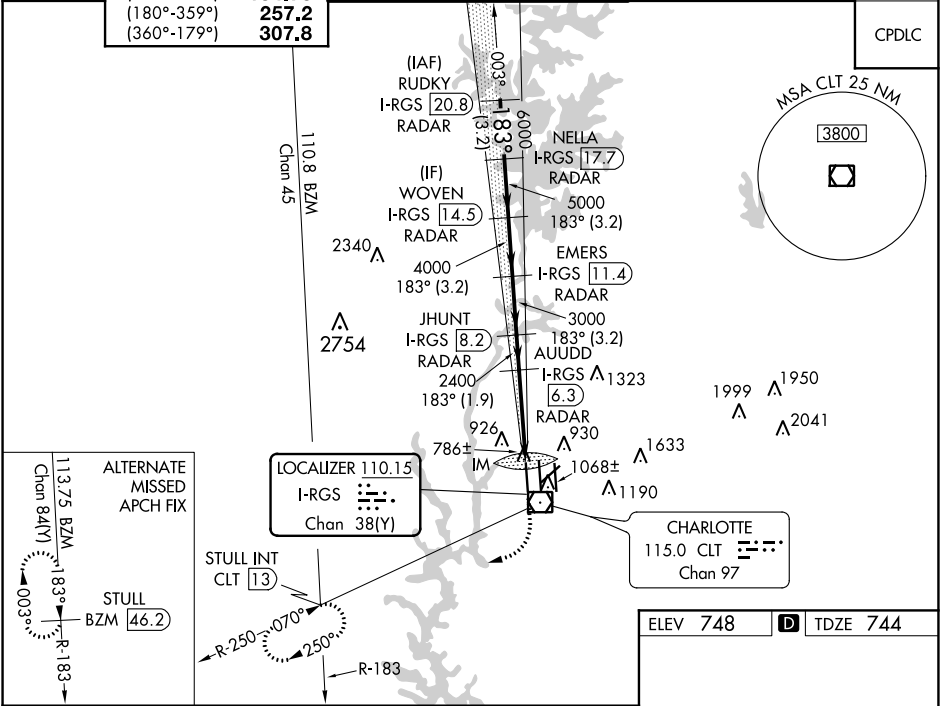 (180°-359°) 257.2
(360°-179°) 307.8
CPDLC
MSA CLT 25 NM
3800
003°
183°
6000
(3.2)
(IAF)
RUDKY
I-RGS 20.8
RADAR
NELLA
I-RGS 17.7
RADAR
5000
183° (3.2)
(IF)
WOVEN
I-RGS 14.5
RADAR
4000
183° (3.2)
EMERS
I-RGS 11.4
RADAR
3000
183° (3.2)
JHUNT
I-RGS 8.2
RADAR
2400
183° (1.9)
AUUDD
I-RGS
6.3
RADAR
110.8 BZM
Chan 45
2340
2754
1323
1999
1950
2041
926
930
786±
IM
1068±
1633
1190
LOCALIZER 110.15
I-RGS
Chan 38(Y)
CHARLOTTE
115.0 CLT
Chan 97
STULL INT
CLT 13
R-250
070°
250°
R-183
ALTERNATE
MISSED
APCH FIX
113.75 BZM
Chan 84(Y)
183°
003°
STULL
BZM 46.2
R-183
ELEV 748 D TDZE 744